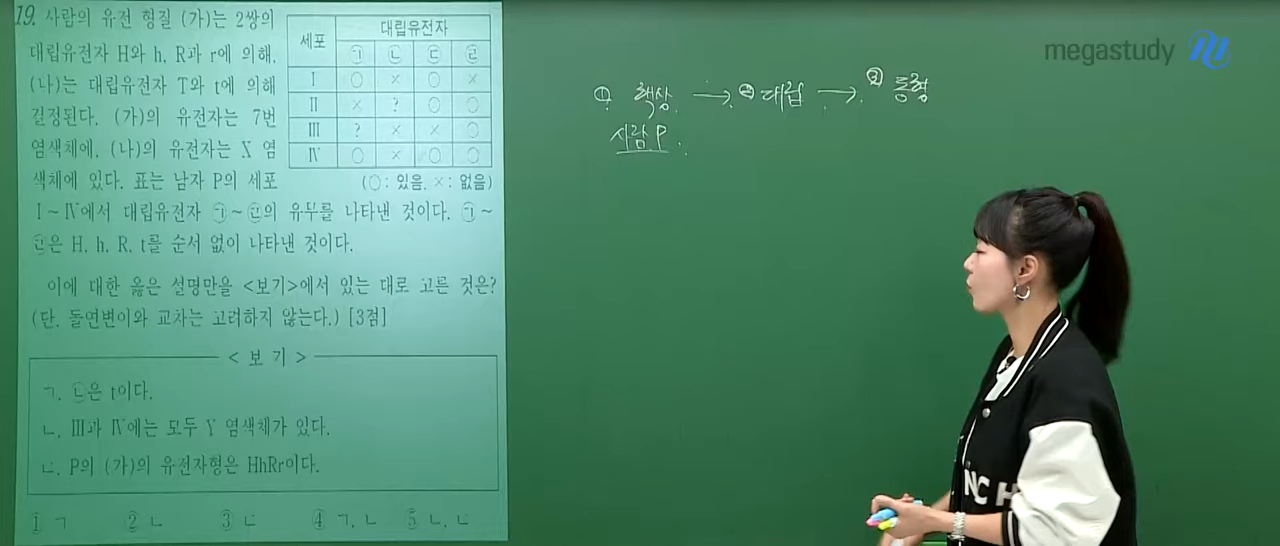 19. 사람의 유전 형질 (가)는 2쌍의
대립유전자 H와 h, R과 r에 의해,
(나)는 대립유전자 T와 t에 의해
결정된다. (가)의 유전자는 7번
염색체에, (나)의 유전자는 X 염
색체에 있다. 표는 남자 P의 세포
Ⅰ~Ⅳ에서 대립유전자 ㉠~㉣의 유무를 나타낸 것이다. ㉠~
㉣은 H, h, R, t를 순서 없이 나타낸 것이다.
세포 대립유전자
㉠ ㉡ ㉢ ㉣
Ⅰ ○ × ○ ×
Ⅱ × ? ○ ○
Ⅲ ? × × ○
Ⅳ ○ × ○ ○
(○: 있음, ×: 없음)
이에 대한 옳은 설명만을 <보기>에서 있는 대로 고른 것은?
(단, 돌연변이와 교차는 고려하지 않는다.) [3점]
<보 기>
ㄱ. ㉡은 t이다.
ㄴ. Ⅲ과 Ⅳ에는 모두 Y 염색체가 있다.
ㄷ. P의 (가)의 유전자형은 HhRr이다.
① ㄱ ② ㄴ ③ ㄷ ④ ㄱ, ㄴ ⑤ ㄴ, ㄷ
① 핵상 → ② 대립 → ③ 동형
사람 P.
megastudy
NCH